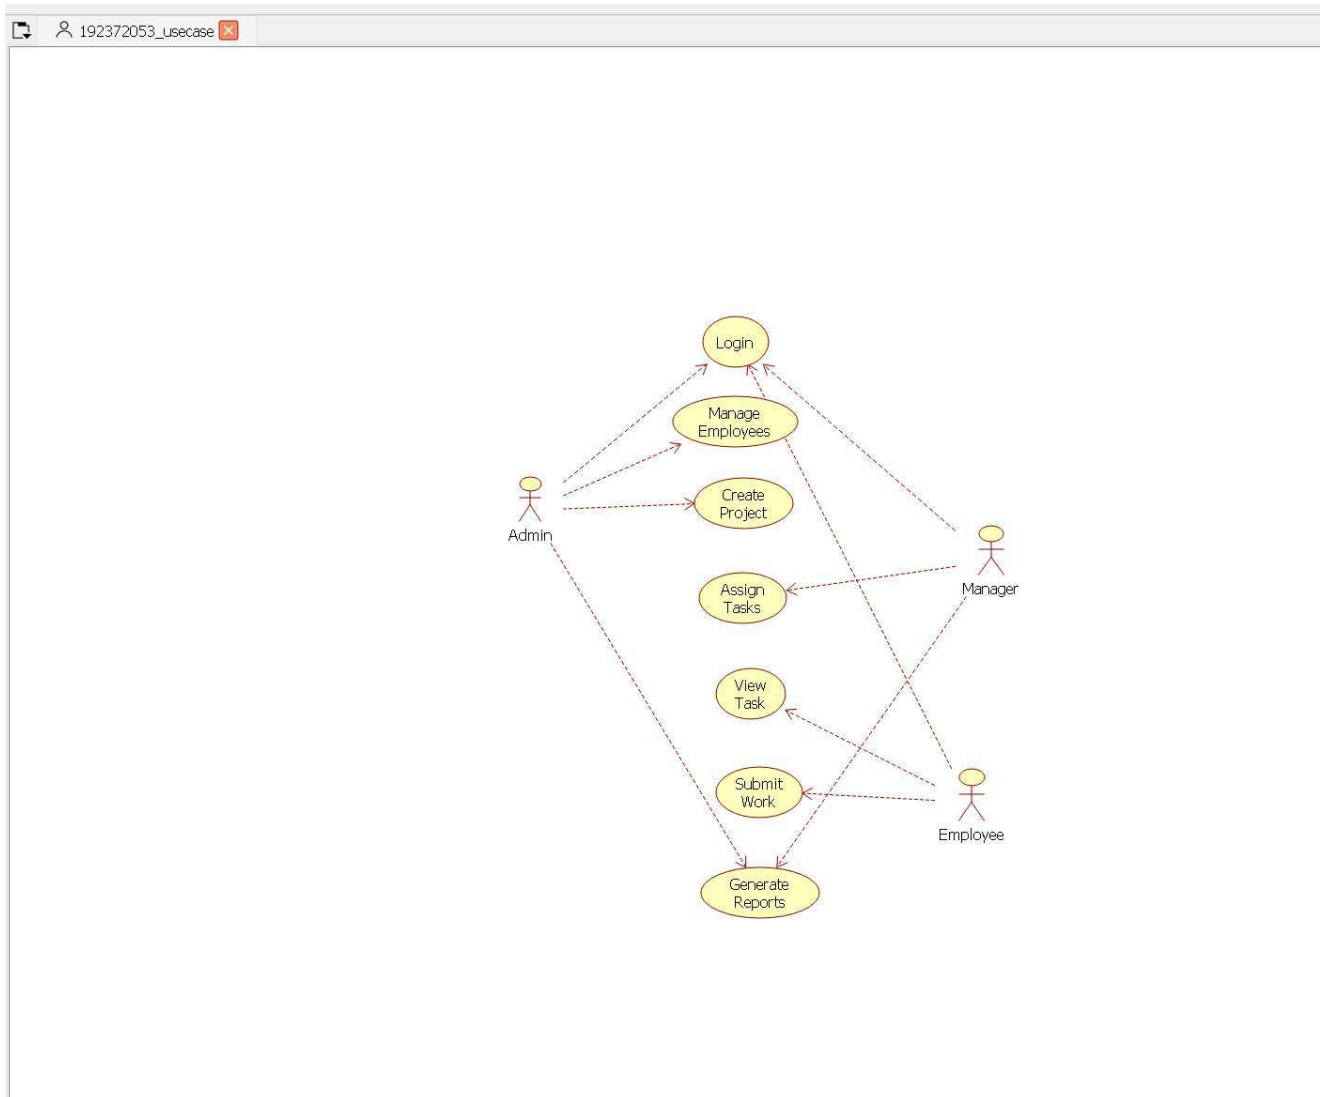 192372053_usecase
Login
Manage
Employees
Create
Project
Admin
Assign
Tasks
Manager
View
Task
Submit
Work
Employee
Generate
Reports